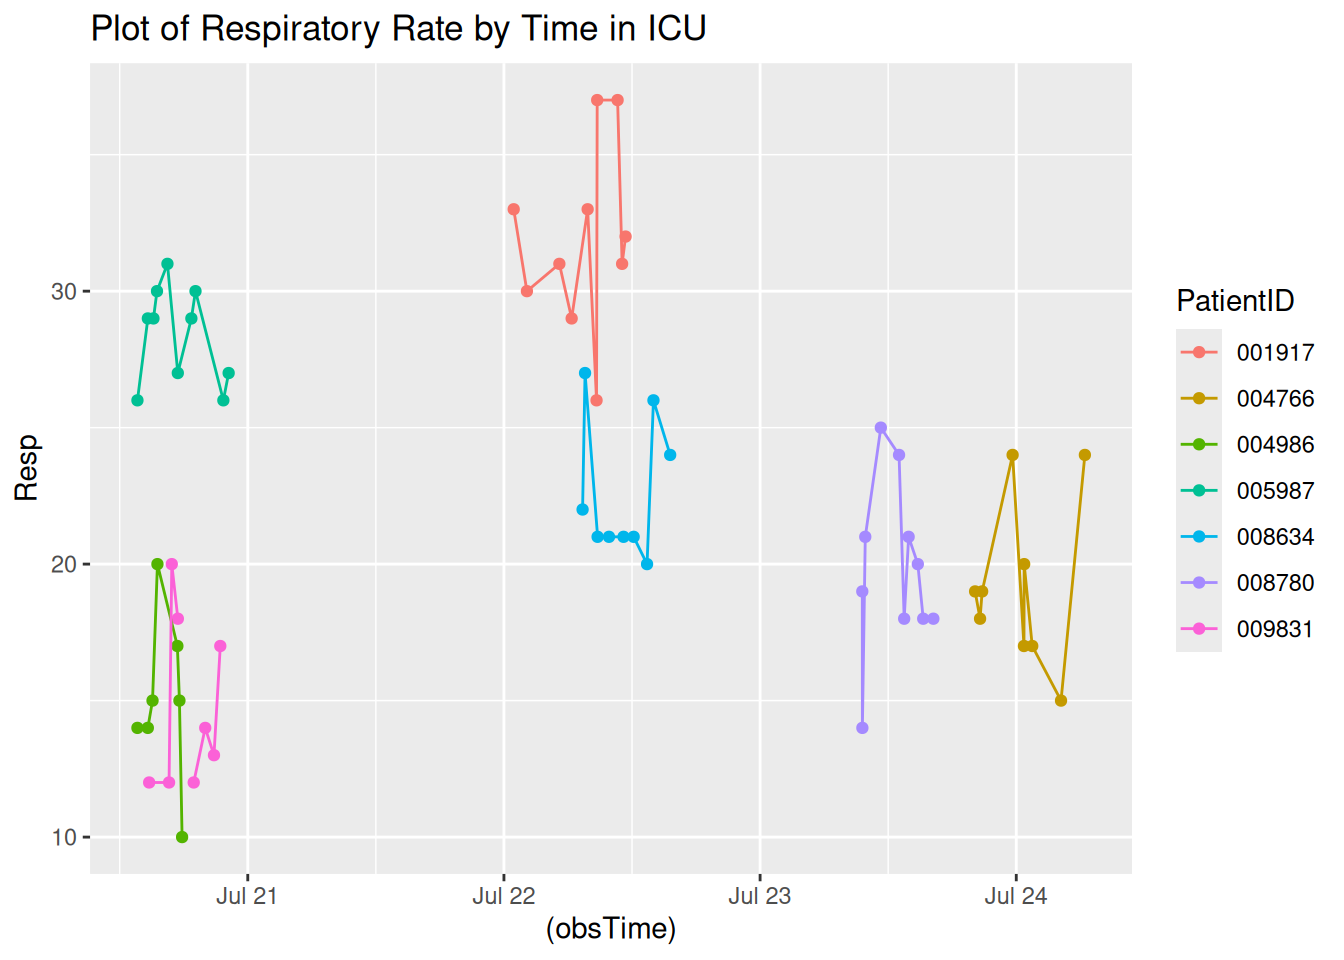 Plot of Respiratory Rate by Time in ICU
30
20
10
Resp
Jul 21
Jul 22
Jul 23
Jul 24
(obsTime)
PatientID
001917
004766
004986
005987
008634
008780
009831